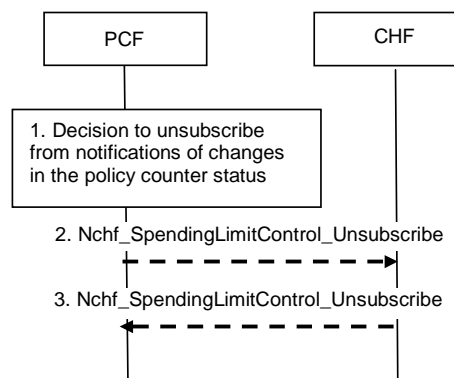 PCF
CHF
1. Decision to unsubscribe
from notifications of changes
in the policy counter status
2. Nchf_SpendingLimitControl_Unsubscribe
3. Nchf_SpendingLimitControl_Unsubscribe